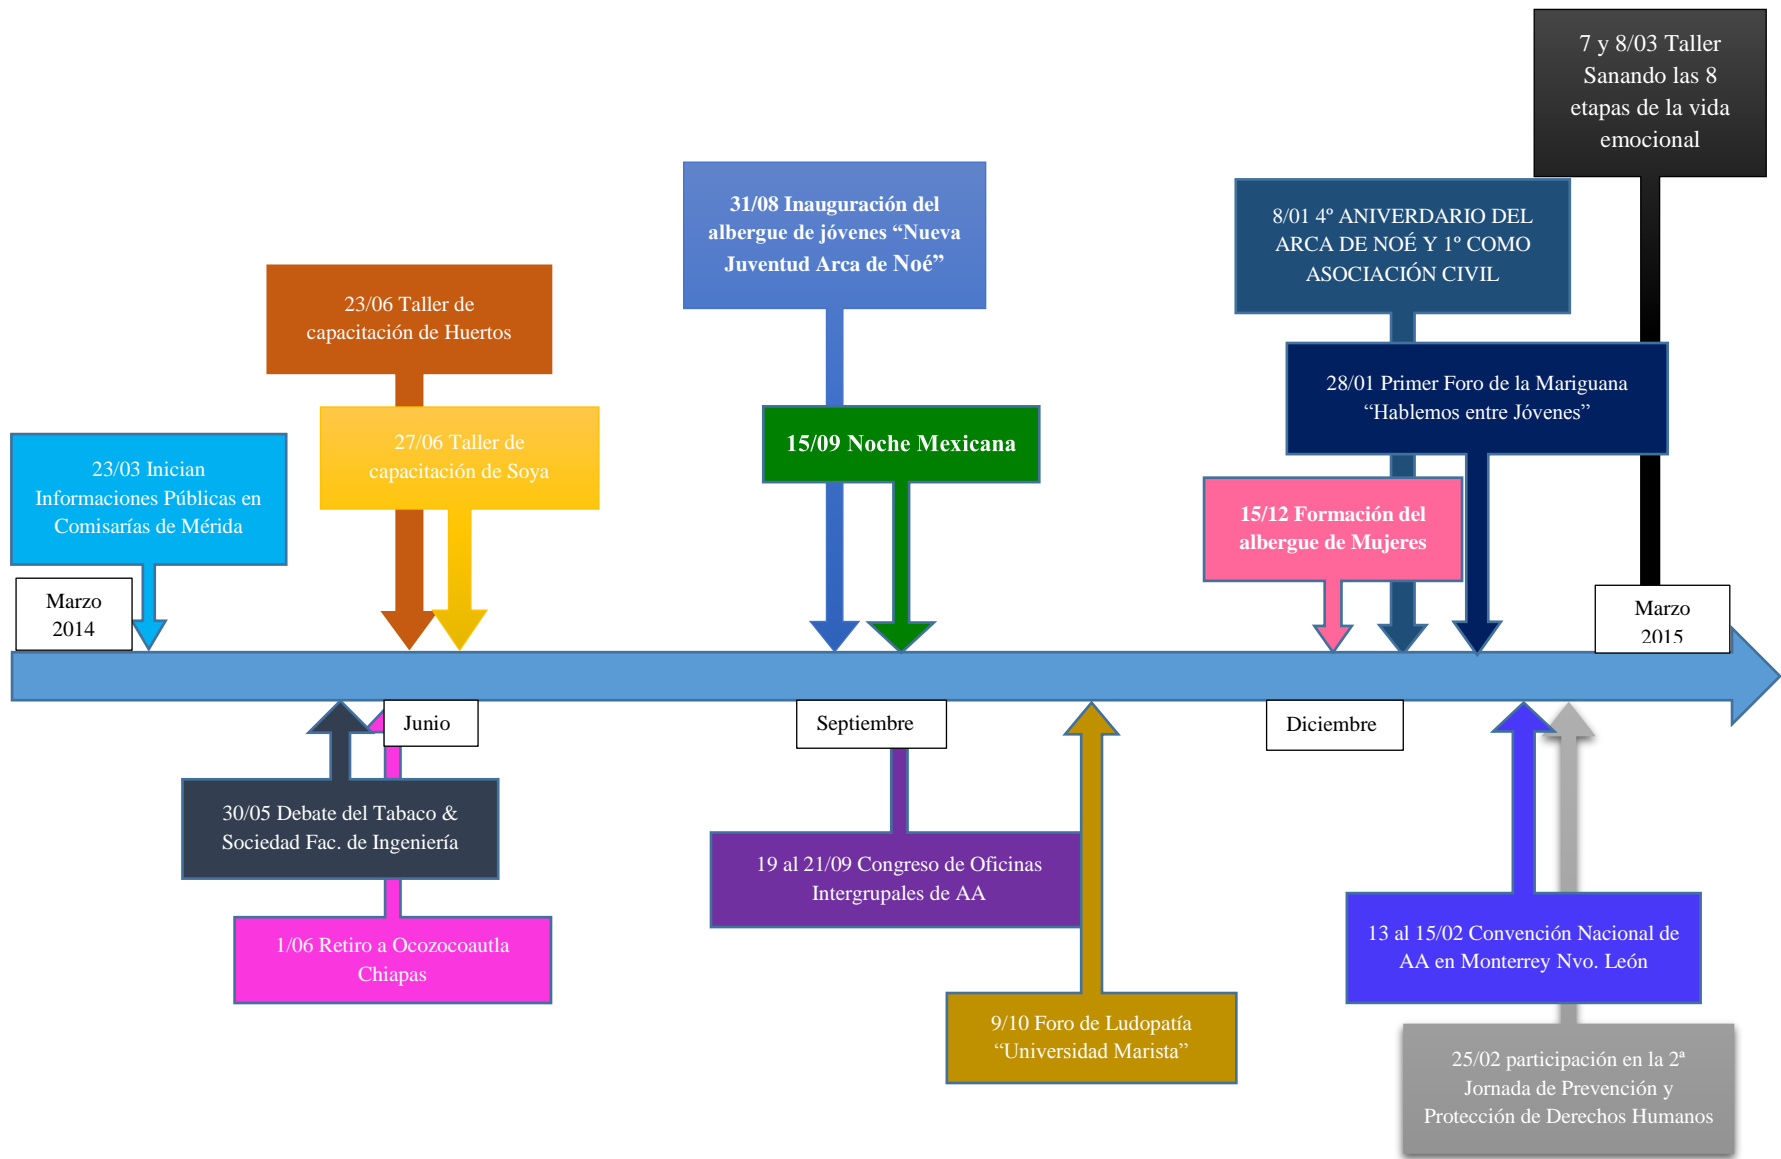 7 y 8/03 Taller
Sanando las 8
etapas de la vida
emocional
31/08 Inauguración del
albergue de jóvenes “Nueva
Juventud Arca de Noé”
8/01 4º ANIVERDARIO DEL
ARCA DE NOÉ Y 1º COMO
ASOCIACIÓN CIVIL
23/06 Taller de
capacitación de Huertos
28/01 Primer Foro de la Mariguana
“Hablemos entre Jóvenes”
27/06 Taller de
capacitación de Soya
15/09 Noche Mexicana
23/03 Inician
Informaciones Públicas en
Comisarías de Mérida
15/12 Formación del
albergue de Mujeres
Marzo
2014
Marzo
2015
Junio
Septiembre
Diciembre
30/05 Debate del Tabaco &
Sociedad Fac. de Ingeniería
19 al 21/09 Congreso de Oficinas
Intergrupales de AA
1/06 Retiro a Ocozocoautla
Chiapas
13 al 15/02 Convención Nacional de
AA en Monterrey Nvo. León
9/10 Foro de Ludopatía
“Universidad Marista”
25/02 participación en la 2ª
Jornada de Prevención y
Protección de Derechos Humanos